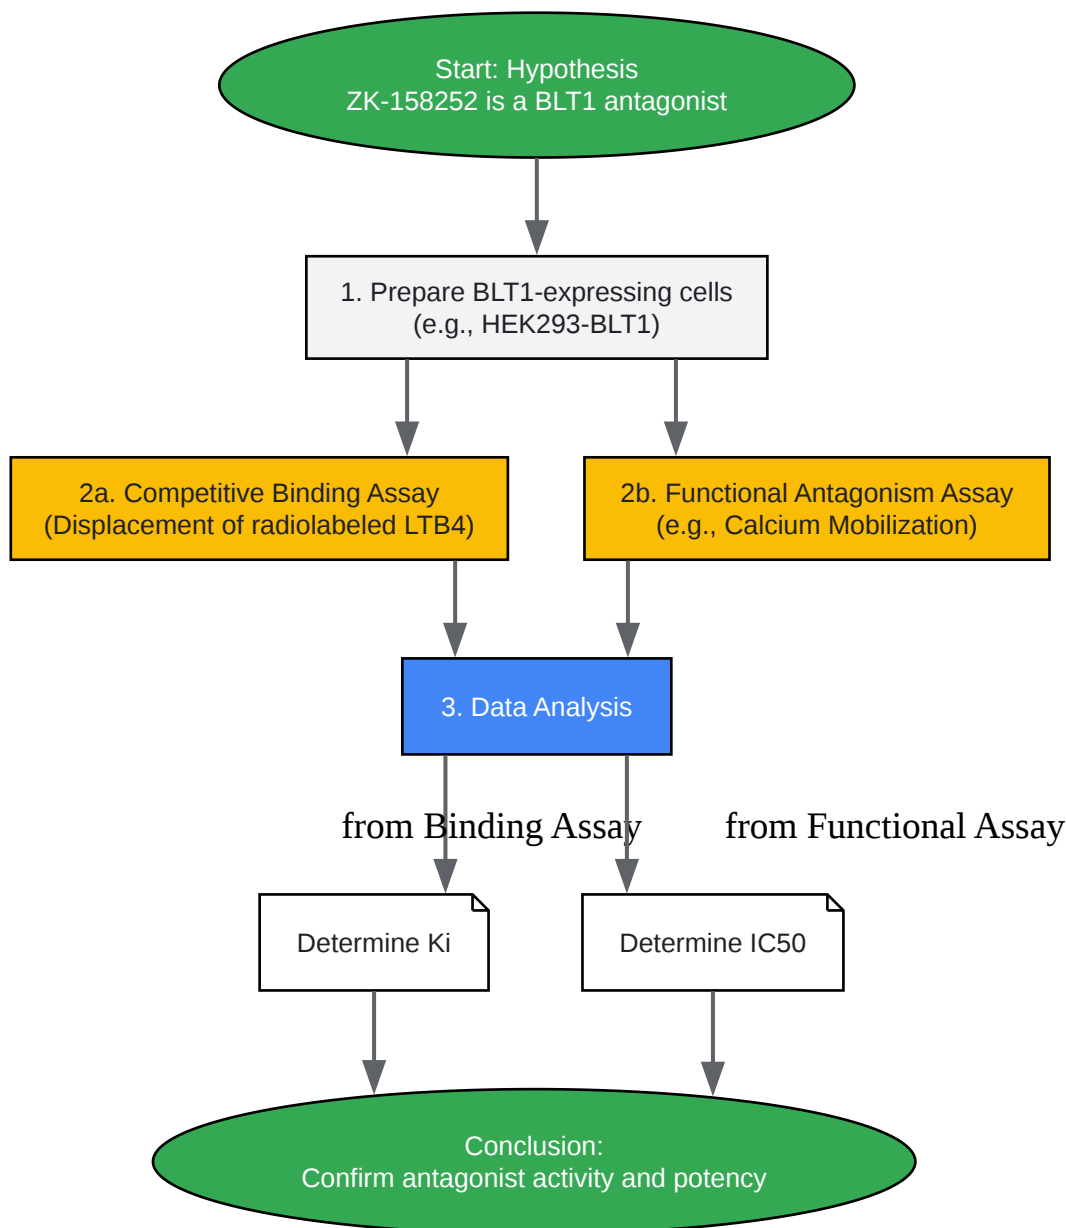 Start: Hypothesis
ZK-158252 is a BLT1 antagonist
1. Prepare BLT1-expressing cells
(e.g., HEK293-BLT1)
2a. Competitive Binding Assay
(Displacement of radiolabeled LTB4)
2b. Functional Antagonism Assay
(e.g., Calcium Mobilization)
3. Data Analysis
from Binding Assay
from Functional Assay
Determine Ki
Determine IC50
Conclusion:
Confirm antagonist activity and potency